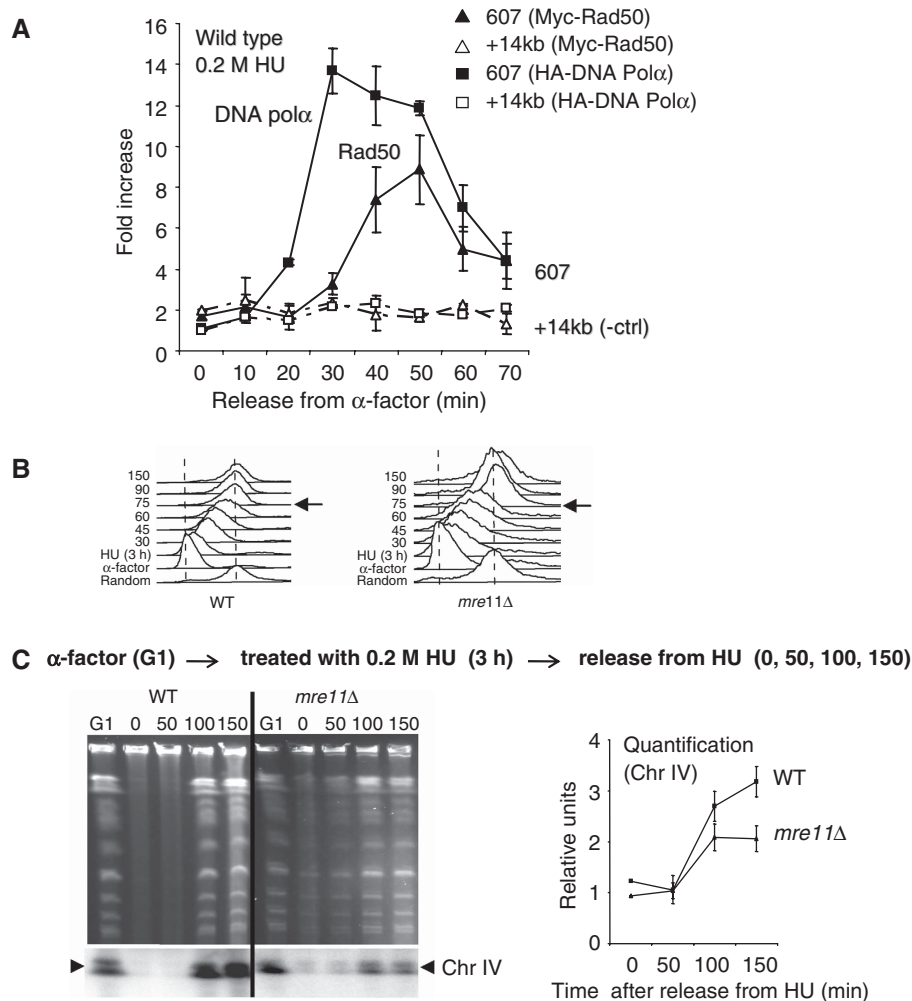 A
Wild type
0.2 M HU
DNA polα
Rad50
▲ 607 (Myc-Rad50)
△ +14kb (Myc-Rad50)
■ 607 (HA-DNA Polα)
□ +14kb (HA-DNA Polα)
16
14
12
10
8
6
4
2
0
Fold increase
607
+14kb (-ctrl)
0 10 20 30 40 50 60 70
Release from α-factor (min)
B
150
90
75
60
45
30
HU (3 h)
α-factor
Random
WT
150
90
75
60
45
30
HU (3 h)
α-factor
Random
mre11Δ
C α-factor (G1) → treated with 0.2 M HU (3 h) → release from HU (0, 50, 100, 150)
WT mre11Δ
G1 0 50 100 150 G1 0 50 100 150
Chr IV
Quantification
(Chr IV)
WT
mre11Δ
4
3
2
1
0
Relative units
0 50 100 150
Time after release from HU (min)